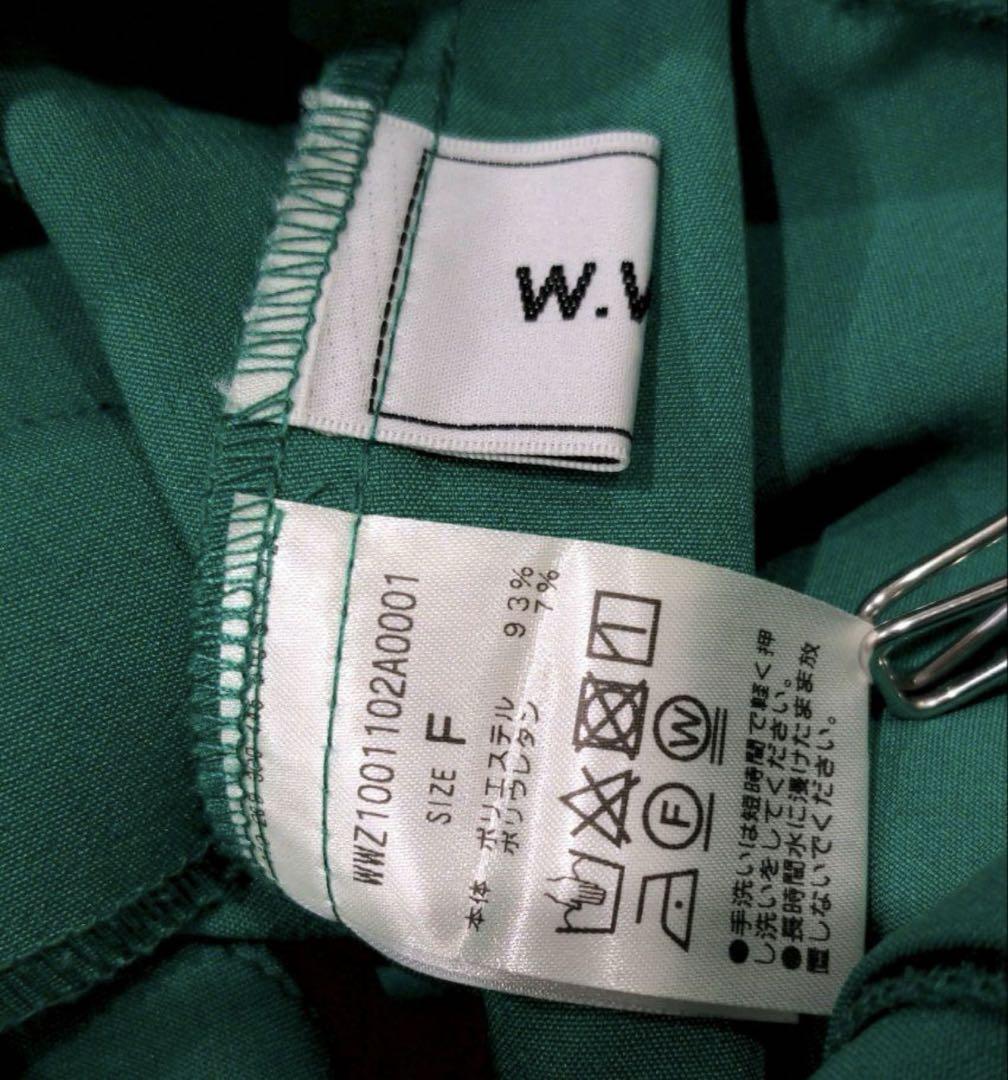 W.
WWZ1001102A0001
SIZE F
本体 ポリエステル 93%
ポリウレタン 7%
F W
●手洗いは短時間で軽く押
し洗いをしてください。
●長時間水に浸けたまま放
置しないでください。